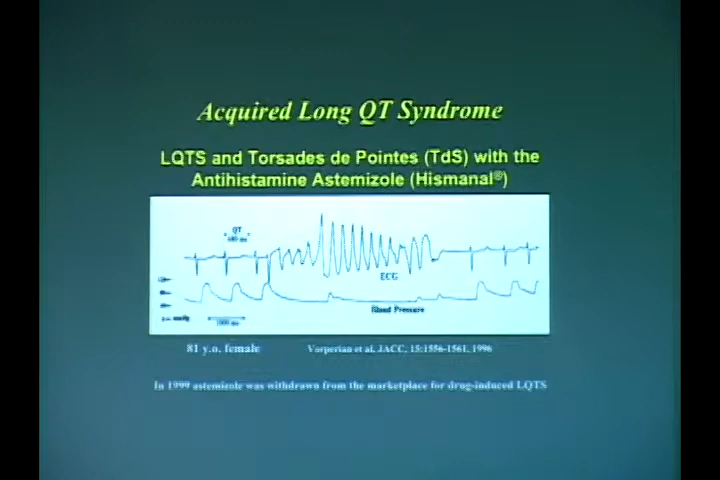 Acquired Long QT Syndrome
LQTS and Torsades de Pointes (TdS) with the
Antihistamine Astemizole (Hismanal®)
QT
680 ms
ECG
Blood Pressure
1000 ms
81 y.o. female
Vorperian et al, JACC, 15:1556-1561, 1996
In 1999 astemizole was withdrawn from the marketplace for drug-induced LQTS